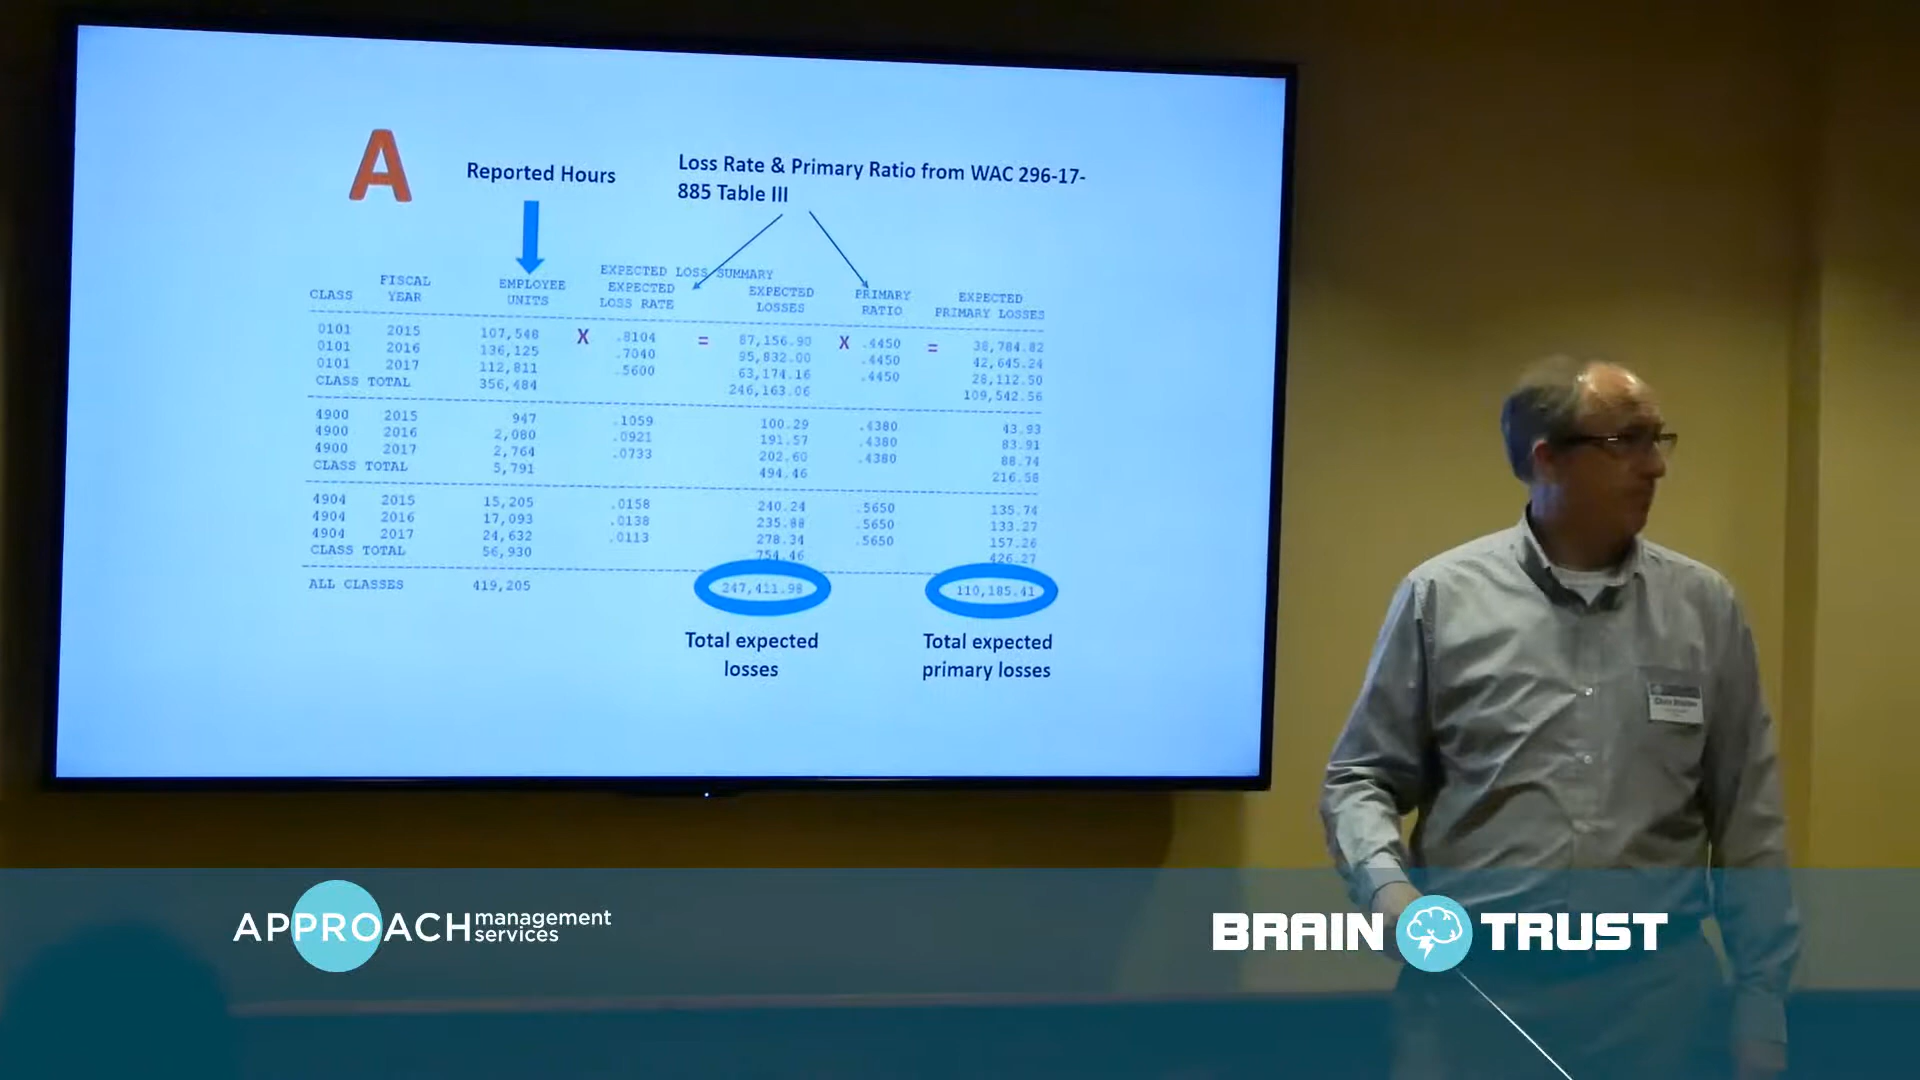 A
Reported Hours
Loss Rate & Primary Ratio from WAC 296-17-
885 Table III
EXPECTED LOSS SUMMARY
CLASS FISCAL YEAR EMPLOYEE UNITS EXPECTED LOSS RATE EXPECTED LOSSES PRIMARY RATIO EXPECTED PRIMARY LOSSES
0101 2015 107,548 X .8104 = 87,156.90 X .4450 = 38,784.82
0101 2016 136,125 .7040 95,832.00 .4450 42,645.24
0101 2017 112,811 .5600 63,174.16 .4450 28,112.50
CLASS TOTAL 356,484 246,163.06 109,542.56
4900 2015 947 .1059 100.29 .4380 43.93
4900 2016 2,080 .0921 191.57 .4380 83.91
4900 2017 2,764 .0733 202.60 .4380 88.74
CLASS TOTAL 5,791 494.46 216.58
4904 2015 15,205 .0158 240.24 .5650 135.74
4904 2016 17,093 .0138 235.88 .5650 133.27
4904 2017 24,632 .0113 278.34 .5650 157.26
CLASS TOTAL 56,930 754.46 426.27
ALL CLASSES 419,205 247,411.98 110,185.41
Total expected
losses
Total expected
primary losses
APPROACH management
services
BRAIN TRUST